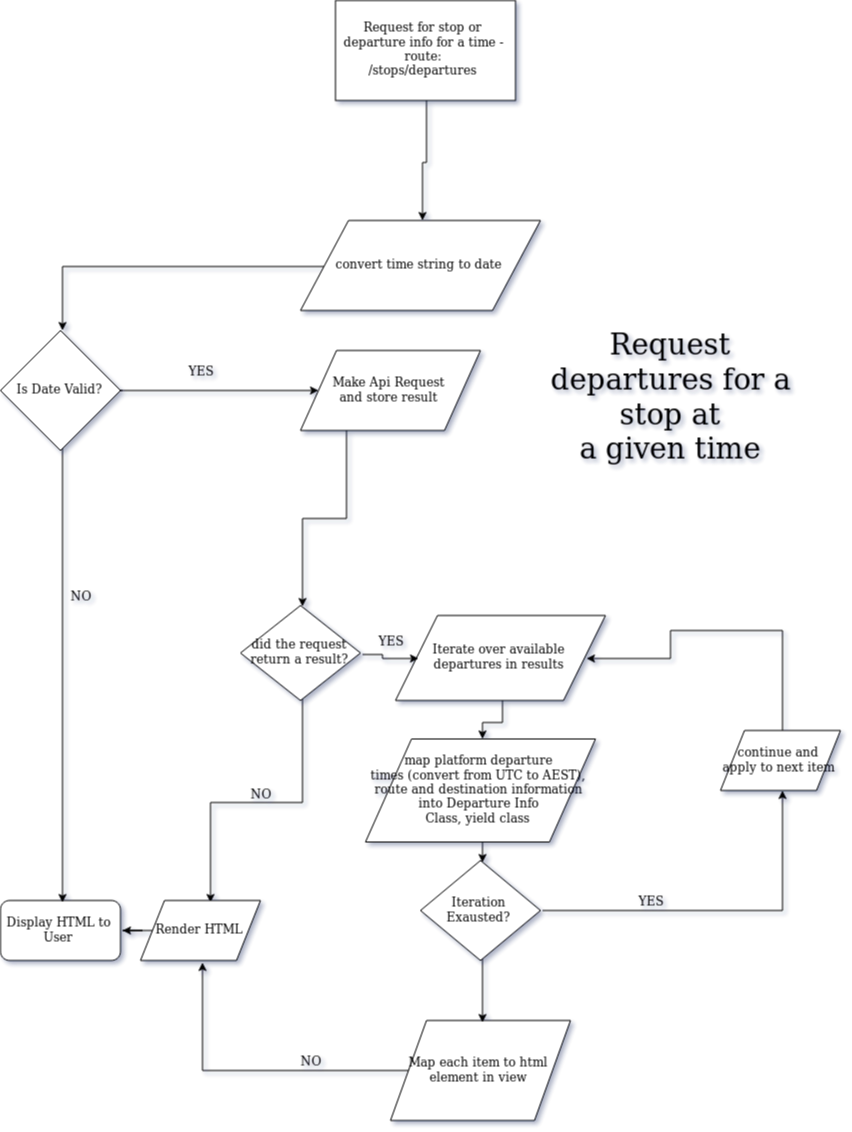 Request for stop or
departure info for a time -
route:
/stops/departures
convert time string to date
Request
departures for a
stop at
a given time
Is Date Valid?
YES
Make Api Request
and store result
NO
did the request
return a result?
YES
Iterate over available
departures in results
map platform departure
times (convert from UTC to AEST),
route and destination information
into Departure Info
Class, yield class
continue and
apply to next item
NO
Iteration
Exausted?
YES
Display HTML to
User
Render HTML
NO
Map each item to html
element in view